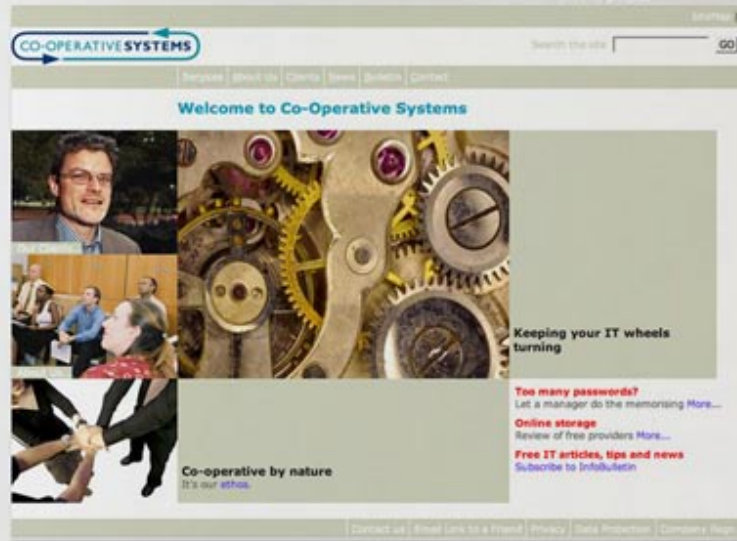 SiteMap
CO-OPERATIVE SYSTEMS
Search the site
GO
Services About Us Clients News Bulletin Contact
Welcome to Co-Operative Systems
Our Clients
About Us
Keeping your IT wheels
turning
Too many passwords?
Let a manager do the memorising More...
Online storage
Review of free providers More...
Free IT articles, tips and news
Subscribe to InfoBulletin
Co-operative by nature
It's our ethos.
Contact us Email Link to a Friend Privacy Data Protection Company Regn